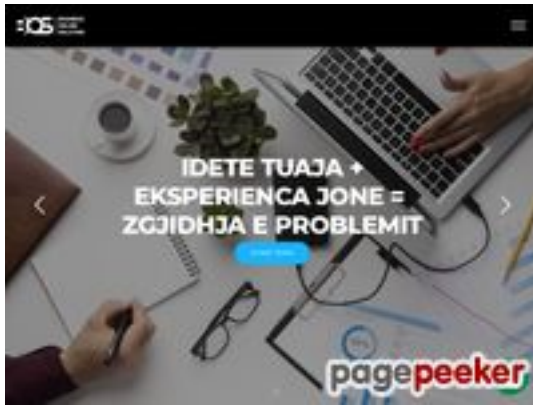 IDETE TUAJA +
EKSPERIENCA JONE =
ZGJIDHJA E PROBLEMIT
pagepeeker